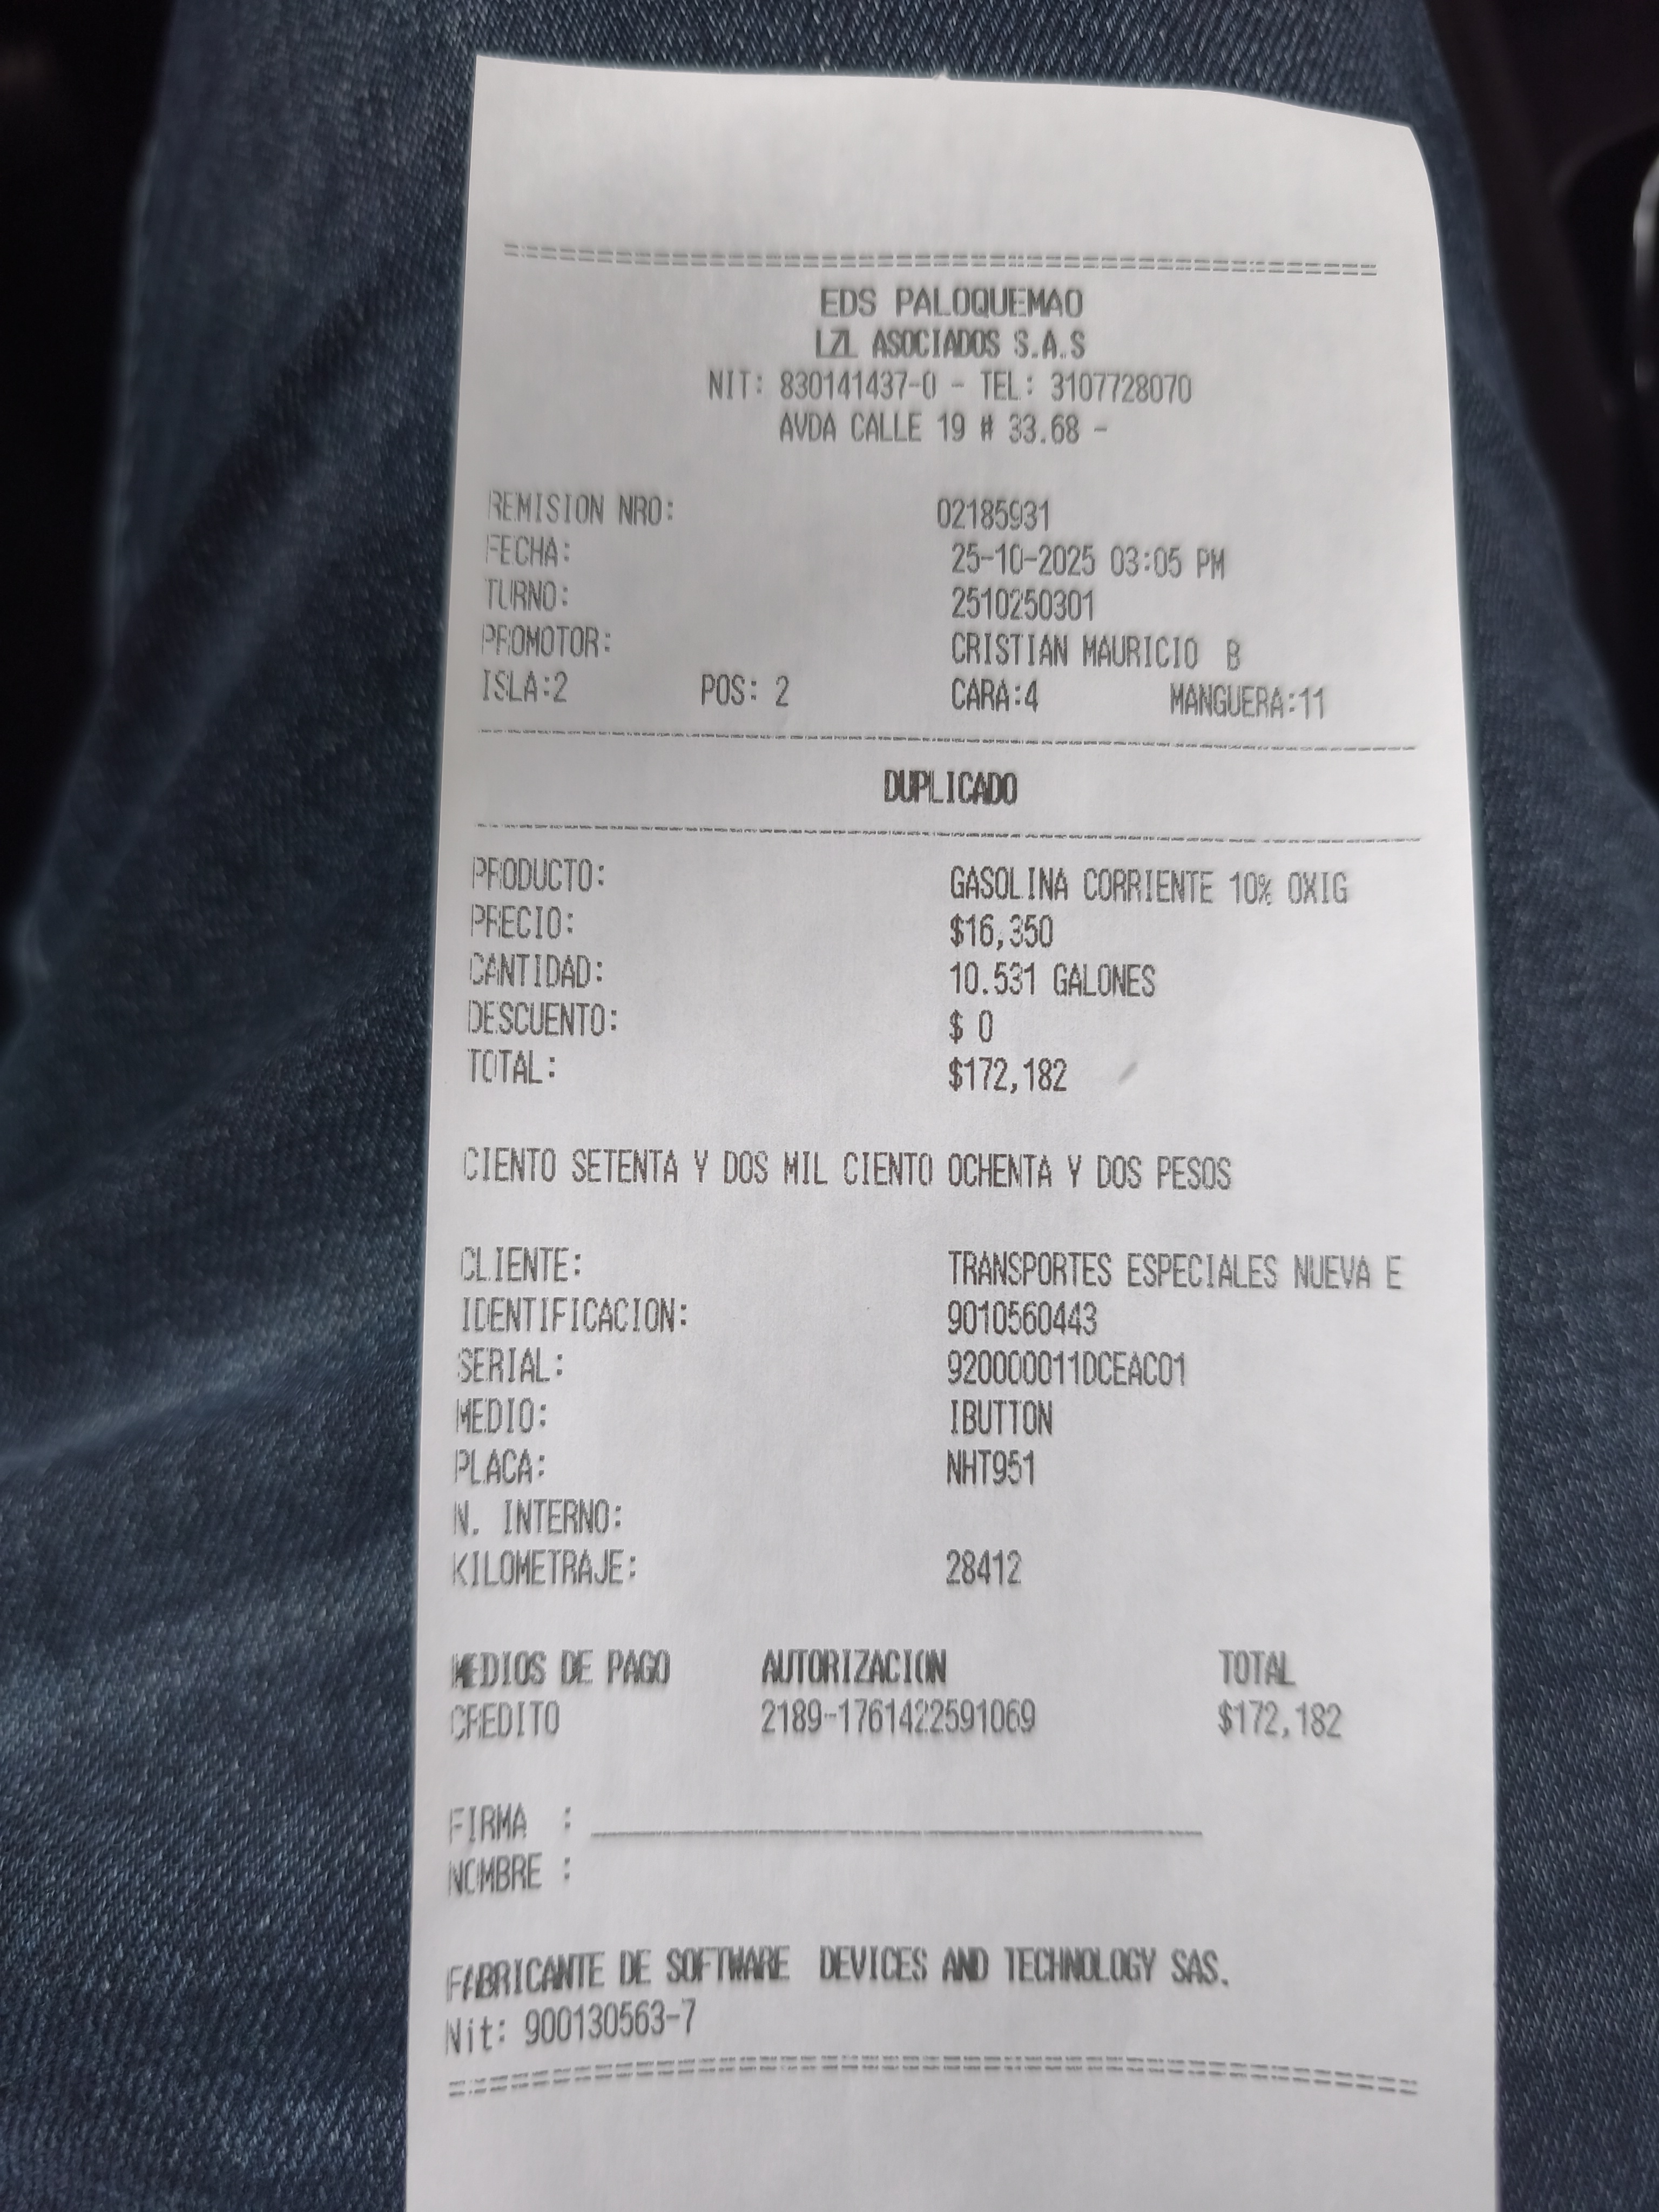 ================================================
EDS PALOQUEMAO
LZL ASOCIADOS S.A.S
NIT: 830141437-0 - TEL: 3107728070
AVDA CALLE 19 # 33.68 -
REMISION NRO: 02185931
FECHA: 25-10-2025 03:05 PM
TURNO: 2510250301
PROMOTOR: CRISTIAN MAURICIO B
ISLA:2 POS: 2 CARA:4 MANGUERA:11
DUPLICADO
PRODUCTO: GASOLINA CORRIENTE 10% OXIG
PRECIO: $16,350
CANTIDAD: 10.531 GALONES
DESCUENTO: $ 0
TOTAL: $172,182
CIENTO SETENTA Y DOS MIL CIENTO OCHENTA Y DOS PESOS
CLIENTE: TRANSPORTES ESPECIALES NUEVA E
IDENTIFICACION: 9010560443
SERIAL: 920000011DCEAC01
MEDIO: IBUTTON
PLACA: NHT951
N. INTERNO:
KILOMETRAJE: 28412
MEDIOS DE PAGO AUTORIZACION TOTAL
CREDITO 2189-1761422591069 $172,182
FIRMA : ______________________________
NOMBRE :
FABRICANTE DE SOFTWARE DEVICES AND TECHNOLOGY SAS.
Nit: 900130563-7
================================================